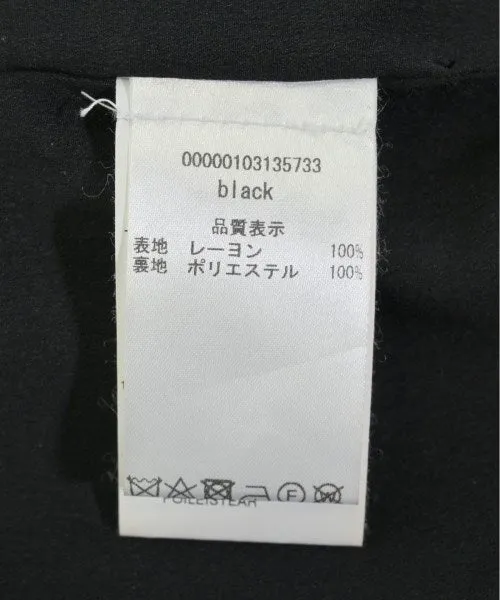 00000103135733
black
品質表示
表地 レーヨン 100%
裏地 ポリエステル 100%
F